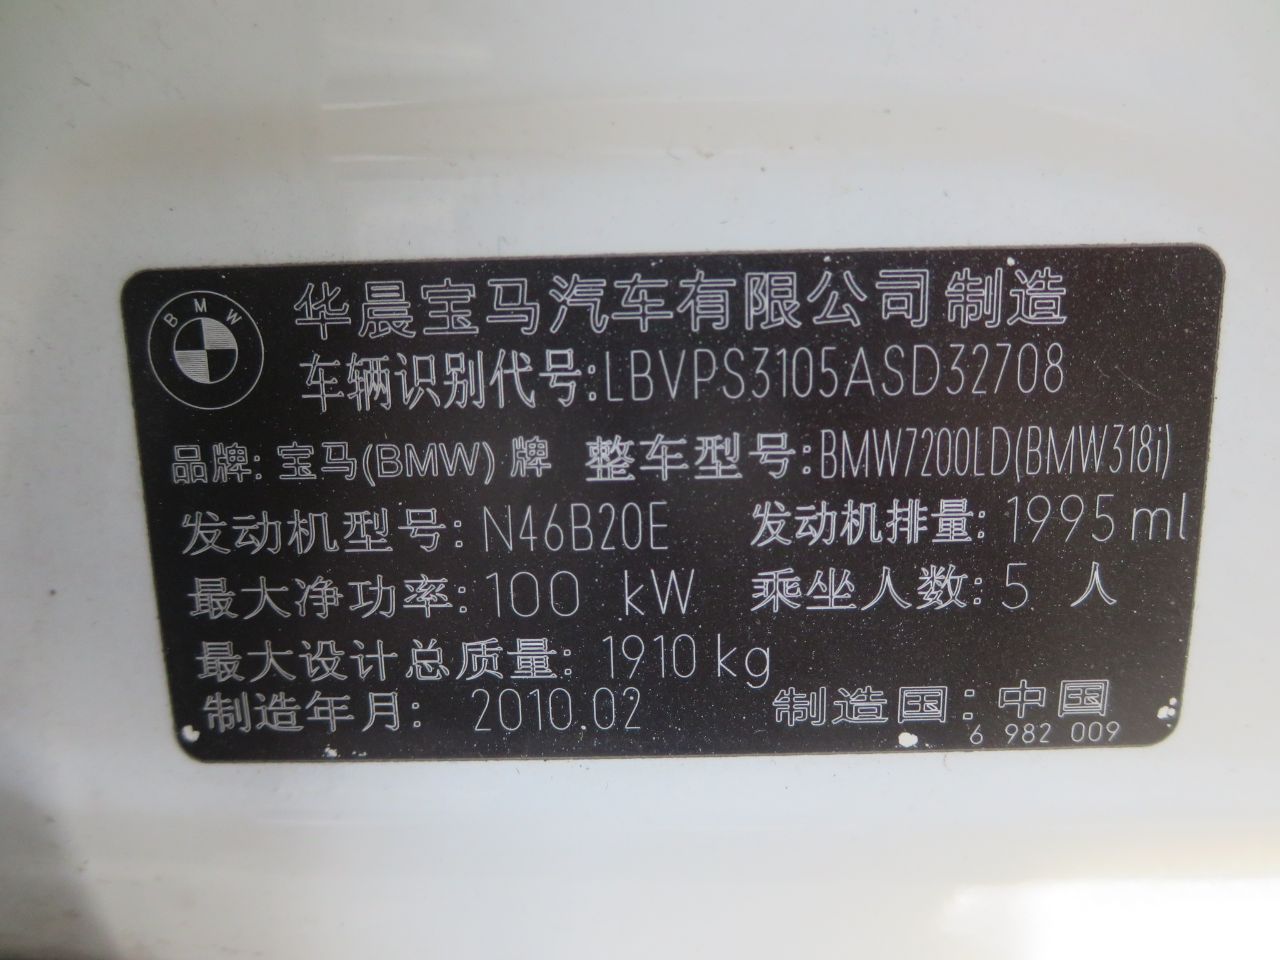 BMW
华晨宝马汽车有限公司制造
车辆识别代号:LBVPS3105ASD32708
品牌:宝马(BMW)牌 整车型号:BMW7200LD(BMW318i)
发动机型号:N46B20E 发动机排量:1995ml
最大净功率:100 kW 乘坐人数:5 人
最大设计总质量:1910kg
制造年月: 2010.02 制造国:中国
6 982 009